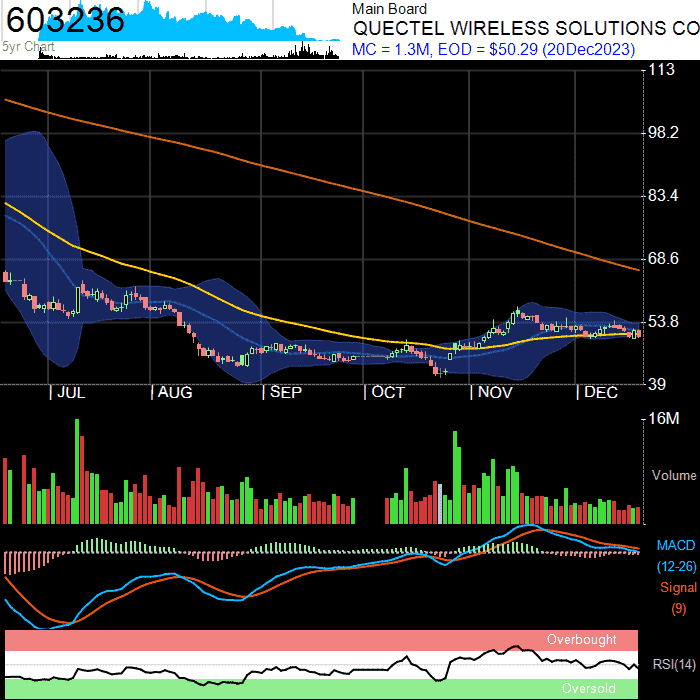 603236
5yr Chart
Main Board
QUECTEL WIRELESS SOLUTIONS CO
MC = 1.3M, EOD = $50.29 (20Dec2023)
113
98.2
83.4
68.6
53.8
39
| JUL | AUG | SEP | OCT | NOV | DEC
16M
Volume
MACD
(12-26)
Signal
(9)
Overbought
RSI(14)
Oversold